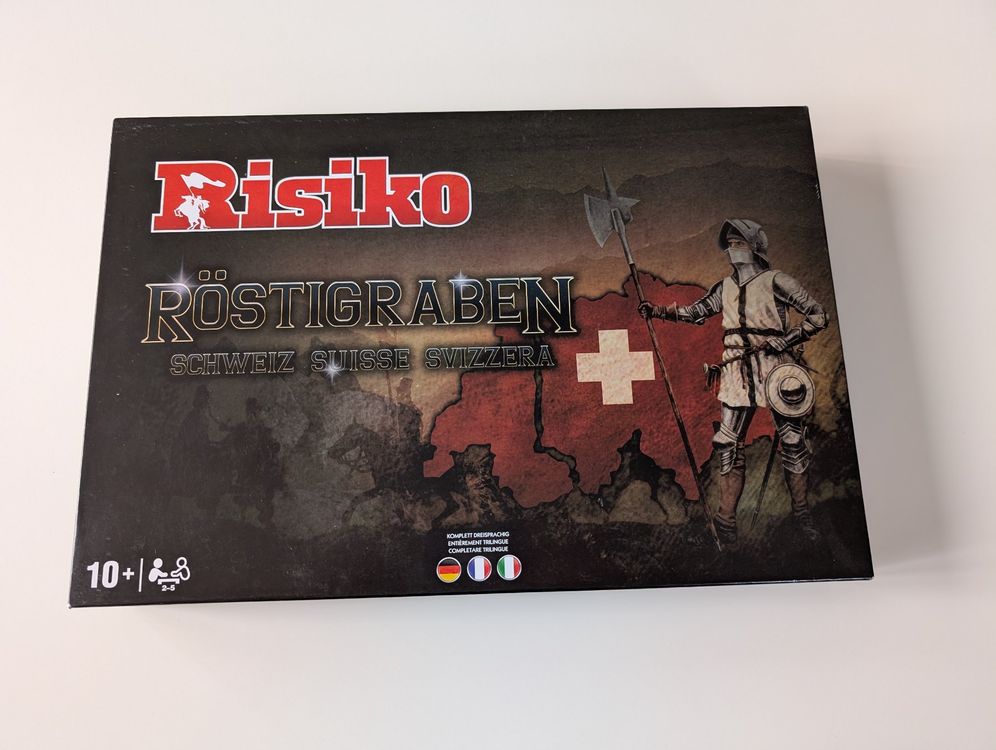 Risiko
RÖSTIGRABEN
SCHWEIZ SUISSE SVIZZERA
KOMPLETT DREISPRACHIG
ENTIÈREMENT TRILINGUE
COMPLETARE TRILINGUE
10+
2-5